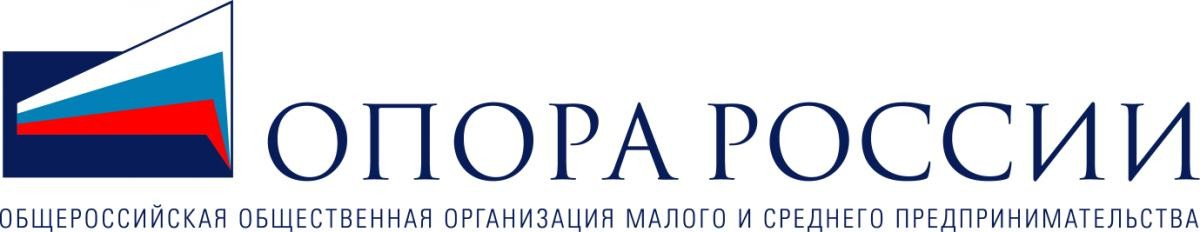 ОПОРА РОССИИ
ОБЩЕРОССИЙСКАЯ ОБЩЕСТВЕННАЯ ОРГАНИЗАЦИЯ МАЛОГО И СРЕДНЕГО ПРЕДПРИНИМАТЕЛЬСТВА